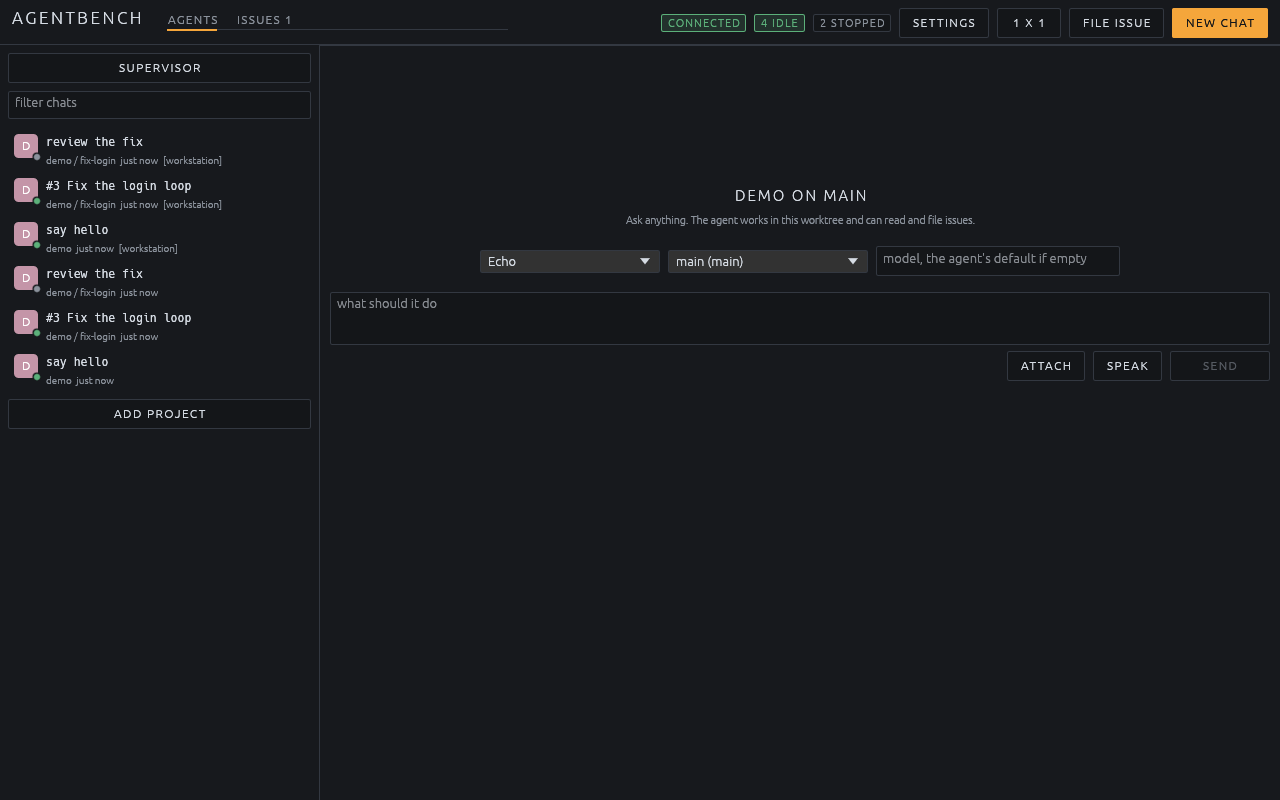 AGENTBENCH
AGENTS ISSUES 1
CONNECTED 4 IDLE 2 STOPPED SETTINGS 1 X 1 FILE ISSUE NEW CHAT
SUPERVISOR
filter chats
D review the fix
demo / fix-login just now [workstation]
D #3 Fix the login loop
demo / fix-login just now [workstation]
D say hello
demo just now [workstation]
D review the fix
demo / fix-login just now
D #3 Fix the login loop
demo / fix-login just now
D say hello
demo just now
ADD PROJECT
DEMO ON MAIN
Ask anything. The agent works in this worktree and can read and file issues.
Echo main (main) model, the agent's default if empty
what should it do
ATTACH SPEAK SEND